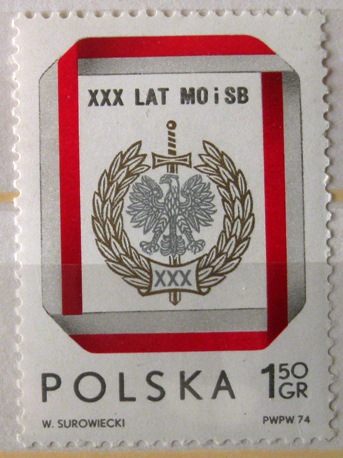 XXX LAT MO i SB
XXX
POLSKA 1 50 GR
W. SUROWIECKI PWPW 74